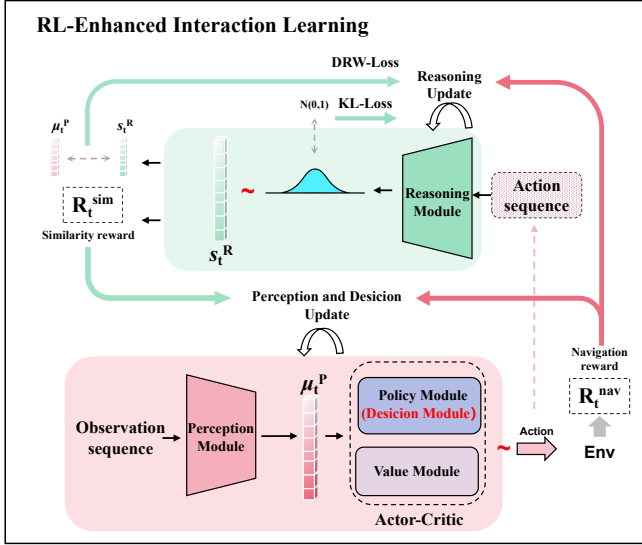 RL-Enhanced Interaction Learning
DRW-Loss
Reasoning
Update
N(0,1)
KL-Loss
μₜᴾ
sₜᴿ
Rₜˢⁱᵐ
Similarity reward
~
sₜᴿ
Reasoning
Module
Action
sequence
Perception and Desicion
Update
Navigation
reward
Rₜⁿᵃᵛ
Env
Observation
sequence
Perception
Module
μₜᴾ
Policy Module
(Desicion Module)
Value Module
Actor-Critic
~
Action